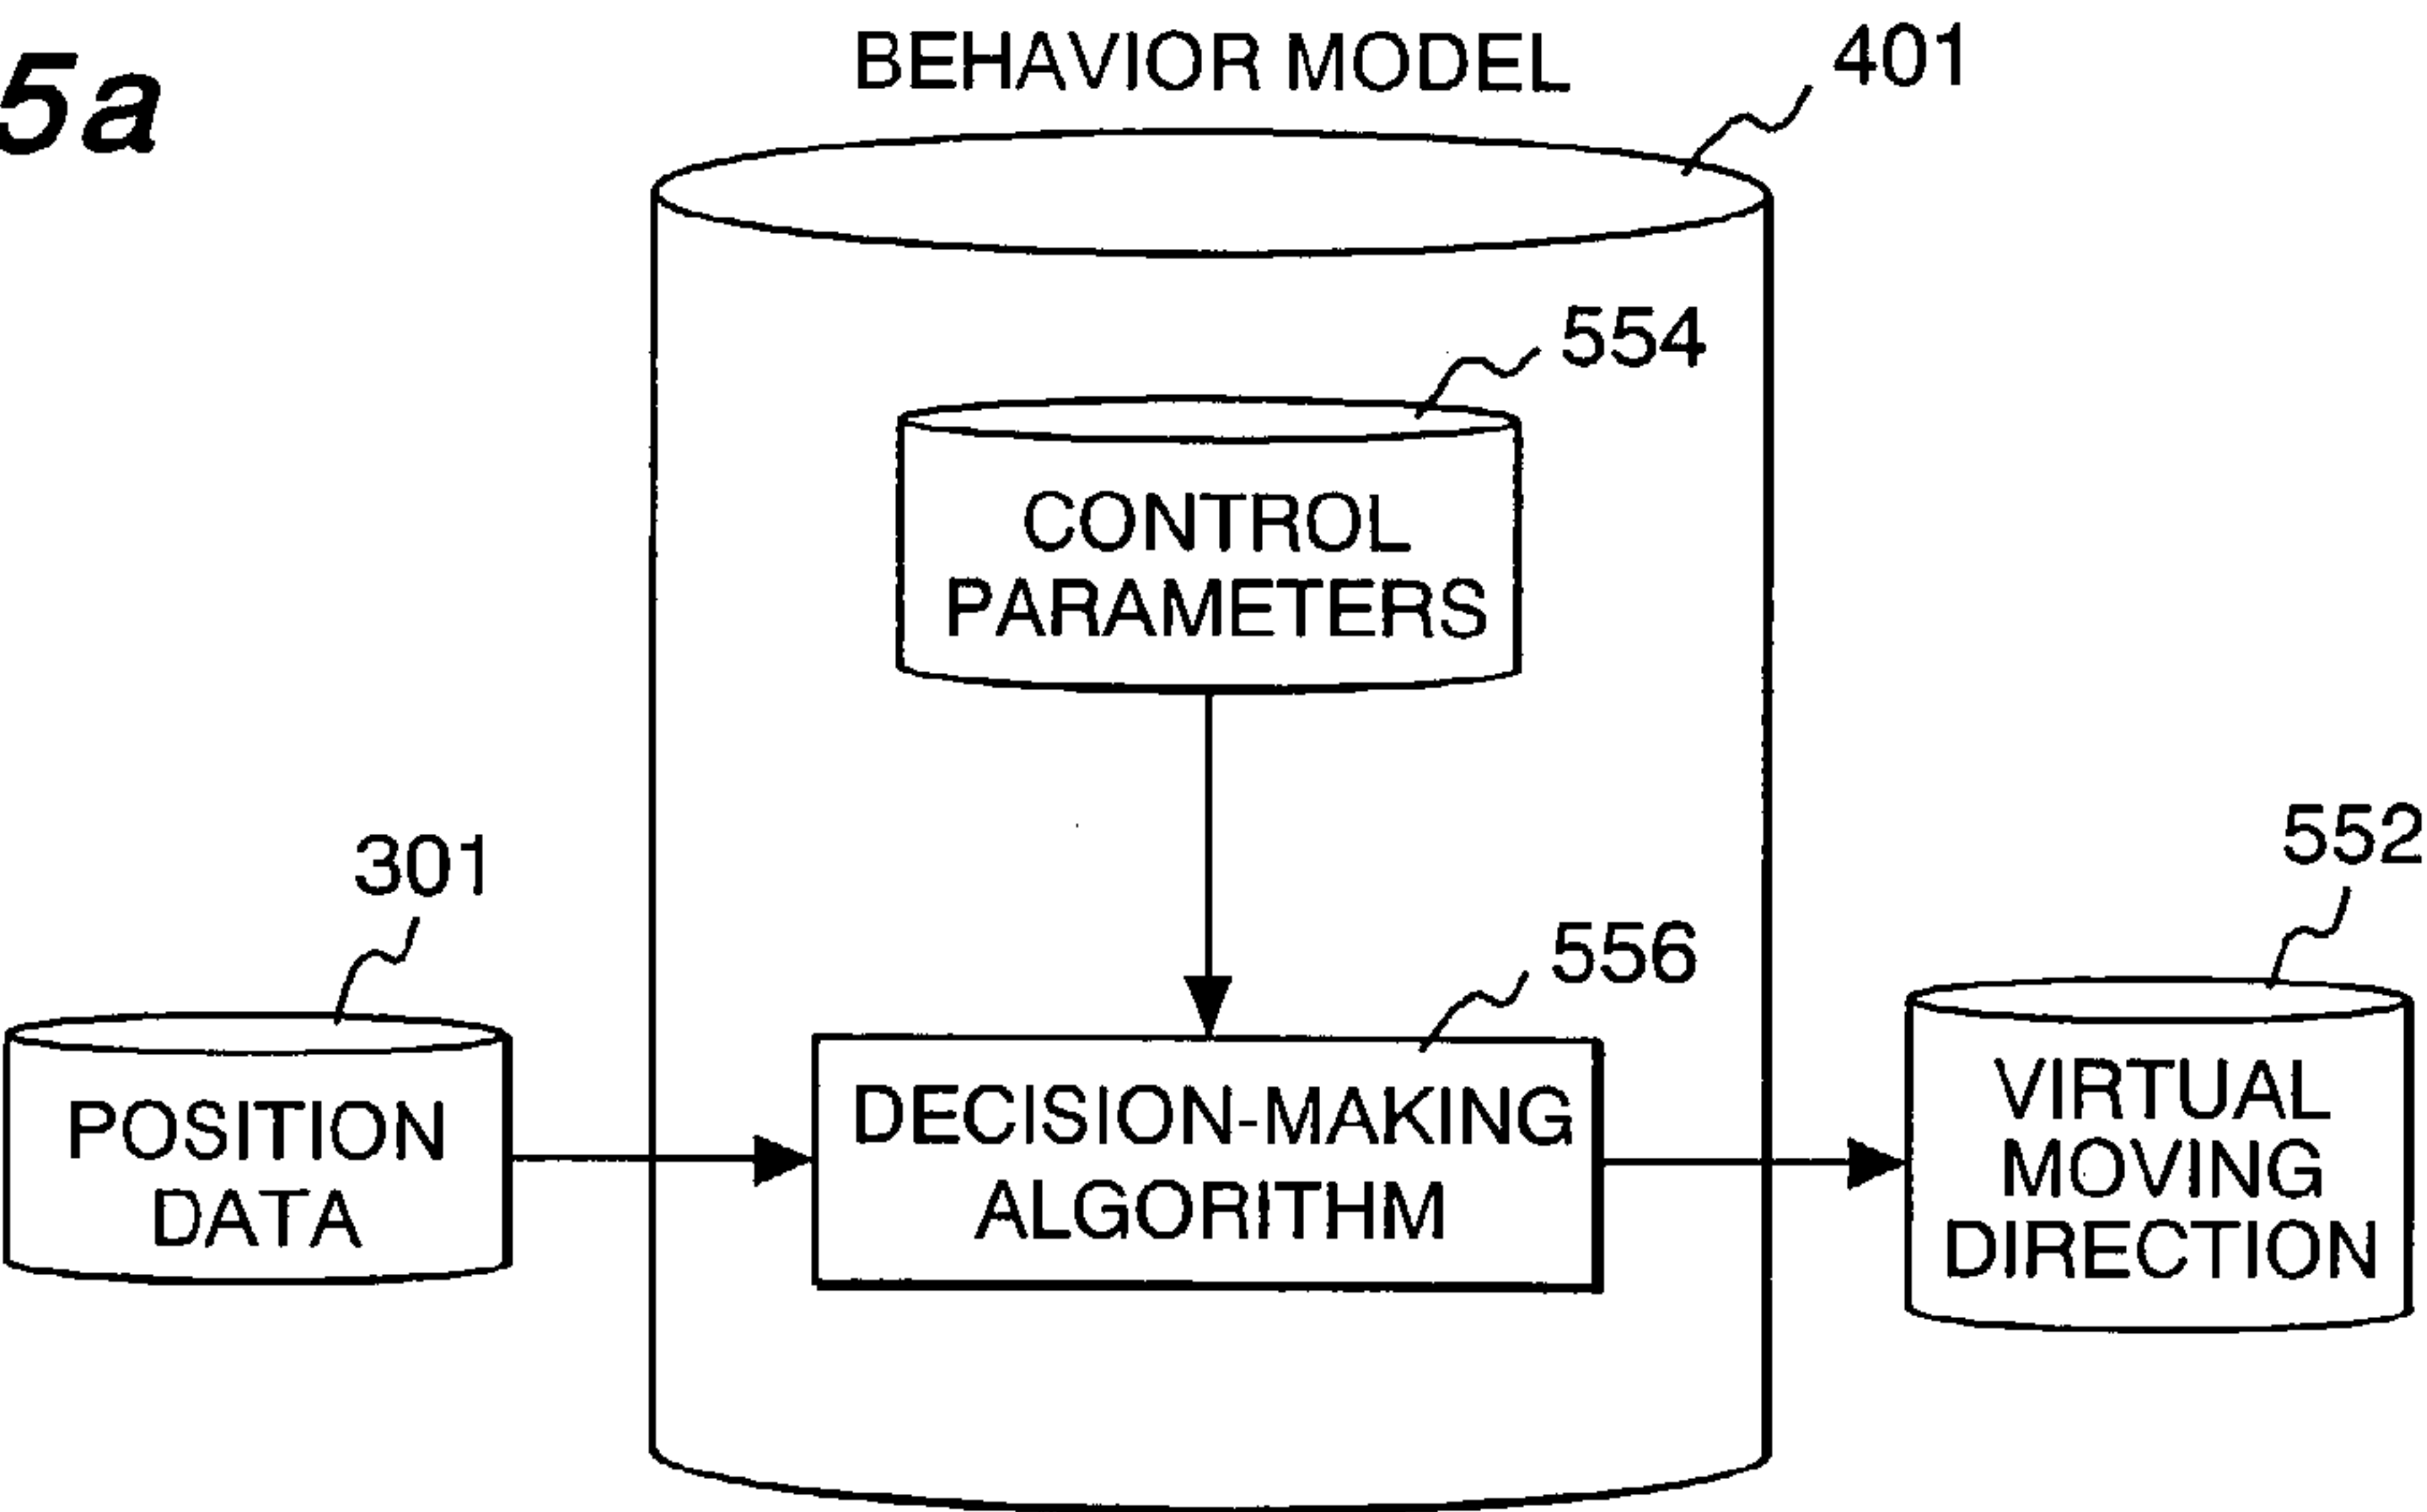 5a
BEHAVIOR MODEL
401
554
CONTROL
PARAMETERS
301
552
556
POSITION
DATA
DECISION-MAKING
ALGORITHM
VIRTUAL
MOVING
DIRECTION